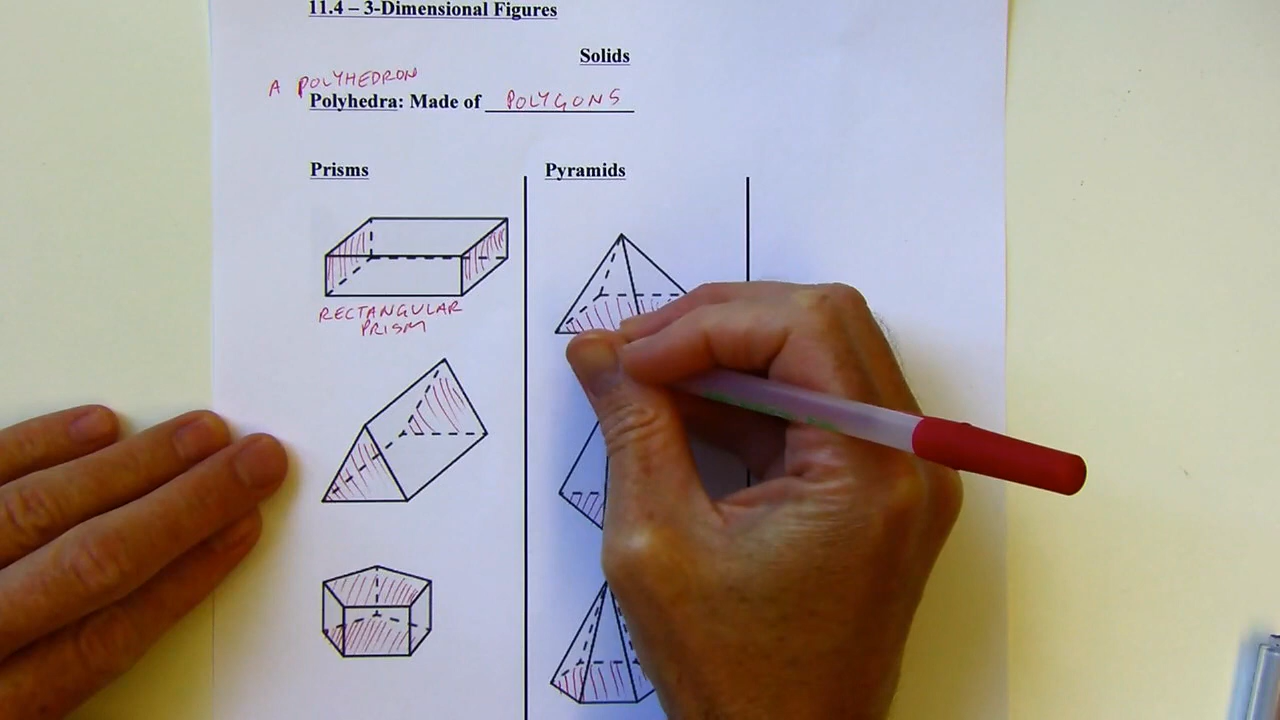 11.4 – 3-Dimensional Figures
Solids
A POLYHEDRON
Polyhedra: Made of POLYGONS
Prisms
Pyramids
RECTANGULAR
PRISM